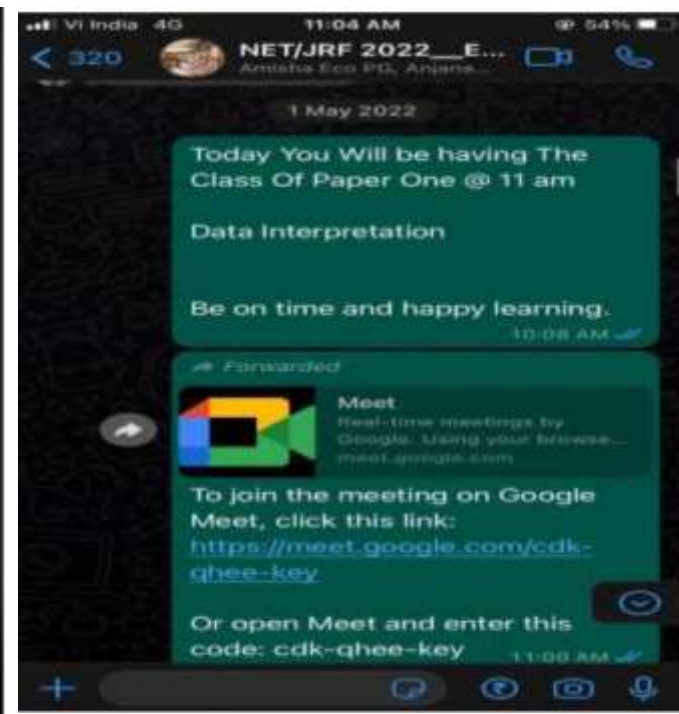 Vi India 4G 11:04 AM 54%
320 NET/JRF 2022__E...
Amisha Eco PG, Anjana...
1 May 2022
Today You Will be having The
Class Of Paper One @ 11 am
Data Interpretation
Be on time and happy learning.
10:08 AM
Forwarded
Meet
Real-time meetings by
Google. Using your browse...
meet.google.com
To join the meeting on Google
Meet, click this link:
https://meet.google.com/cdk-
qhee-key
Or open Meet and enter this
code: cdk-qhee-key 11:00 AM